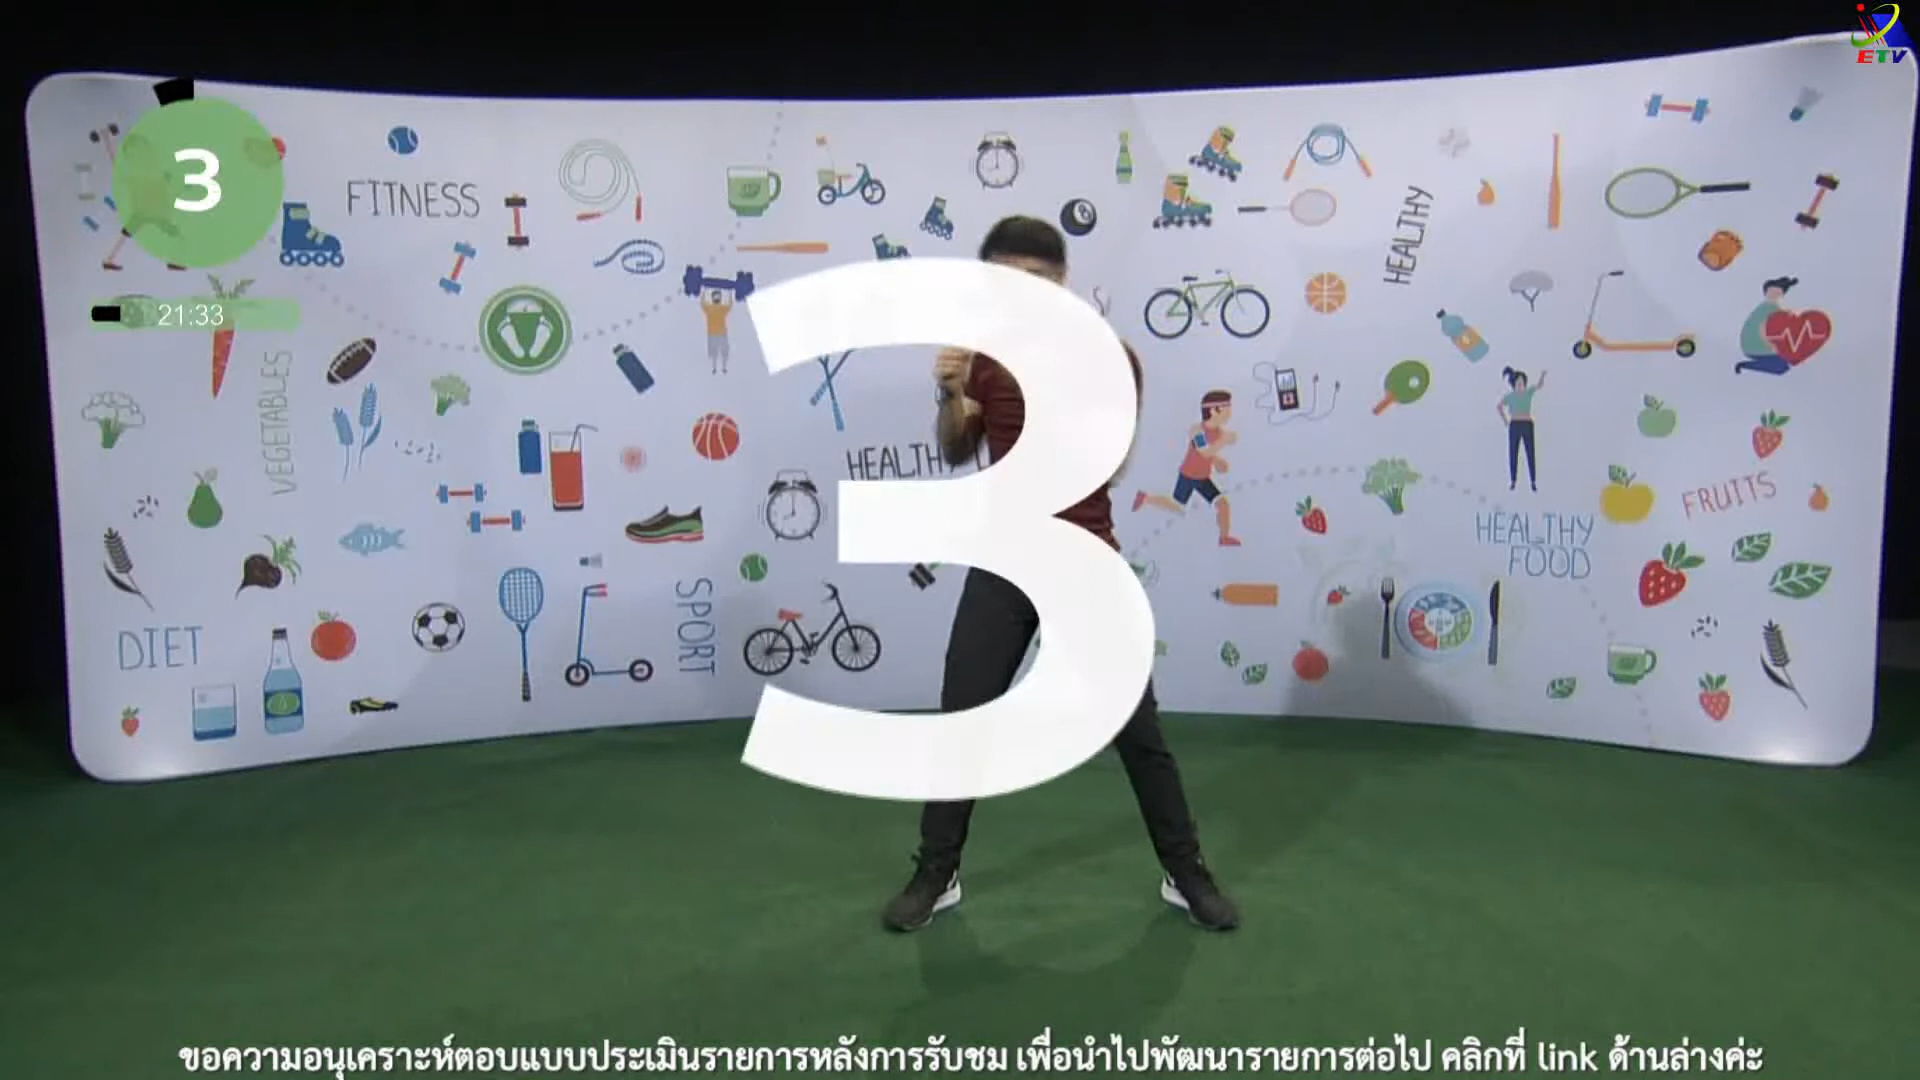 ETV
3
FITNESS
HEALTHY
21:33
3
VEGETABLES
HEALTHY
FRUITS
HEALTHY
FOOD
SPORT
DIET
ขอความอนุเคราะห์ตอบแบบประเมินรายการหลังการรับชม เพื่อนำไปพัฒนารายการต่อไป คลิกที่ link ด้านล่างค่ะ